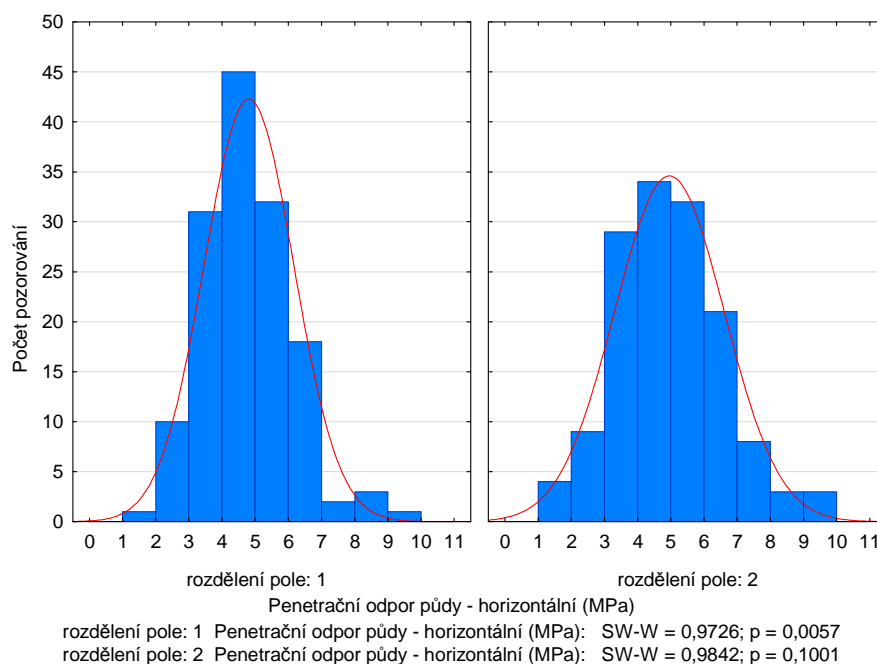 50
45
40
35
30
25
20
15
10
5
0
Počet pozorování
0 1 2 3 4 5 6 7 8 9 10 11
0 1 2 3 4 5 6 7 8 9 10 11
rozdělení pole: 1
rozdělení pole: 2
Penetrační odpor půdy - horizontální (MPa)
rozdělení pole: 1 Penetrační odpor půdy - horizontální (MPa): SW-W = 0,9726; p = 0,0057
rozdělení pole: 2 Penetrační odpor půdy - horizontální (MPa): SW-W = 0,9842; p = 0,1001